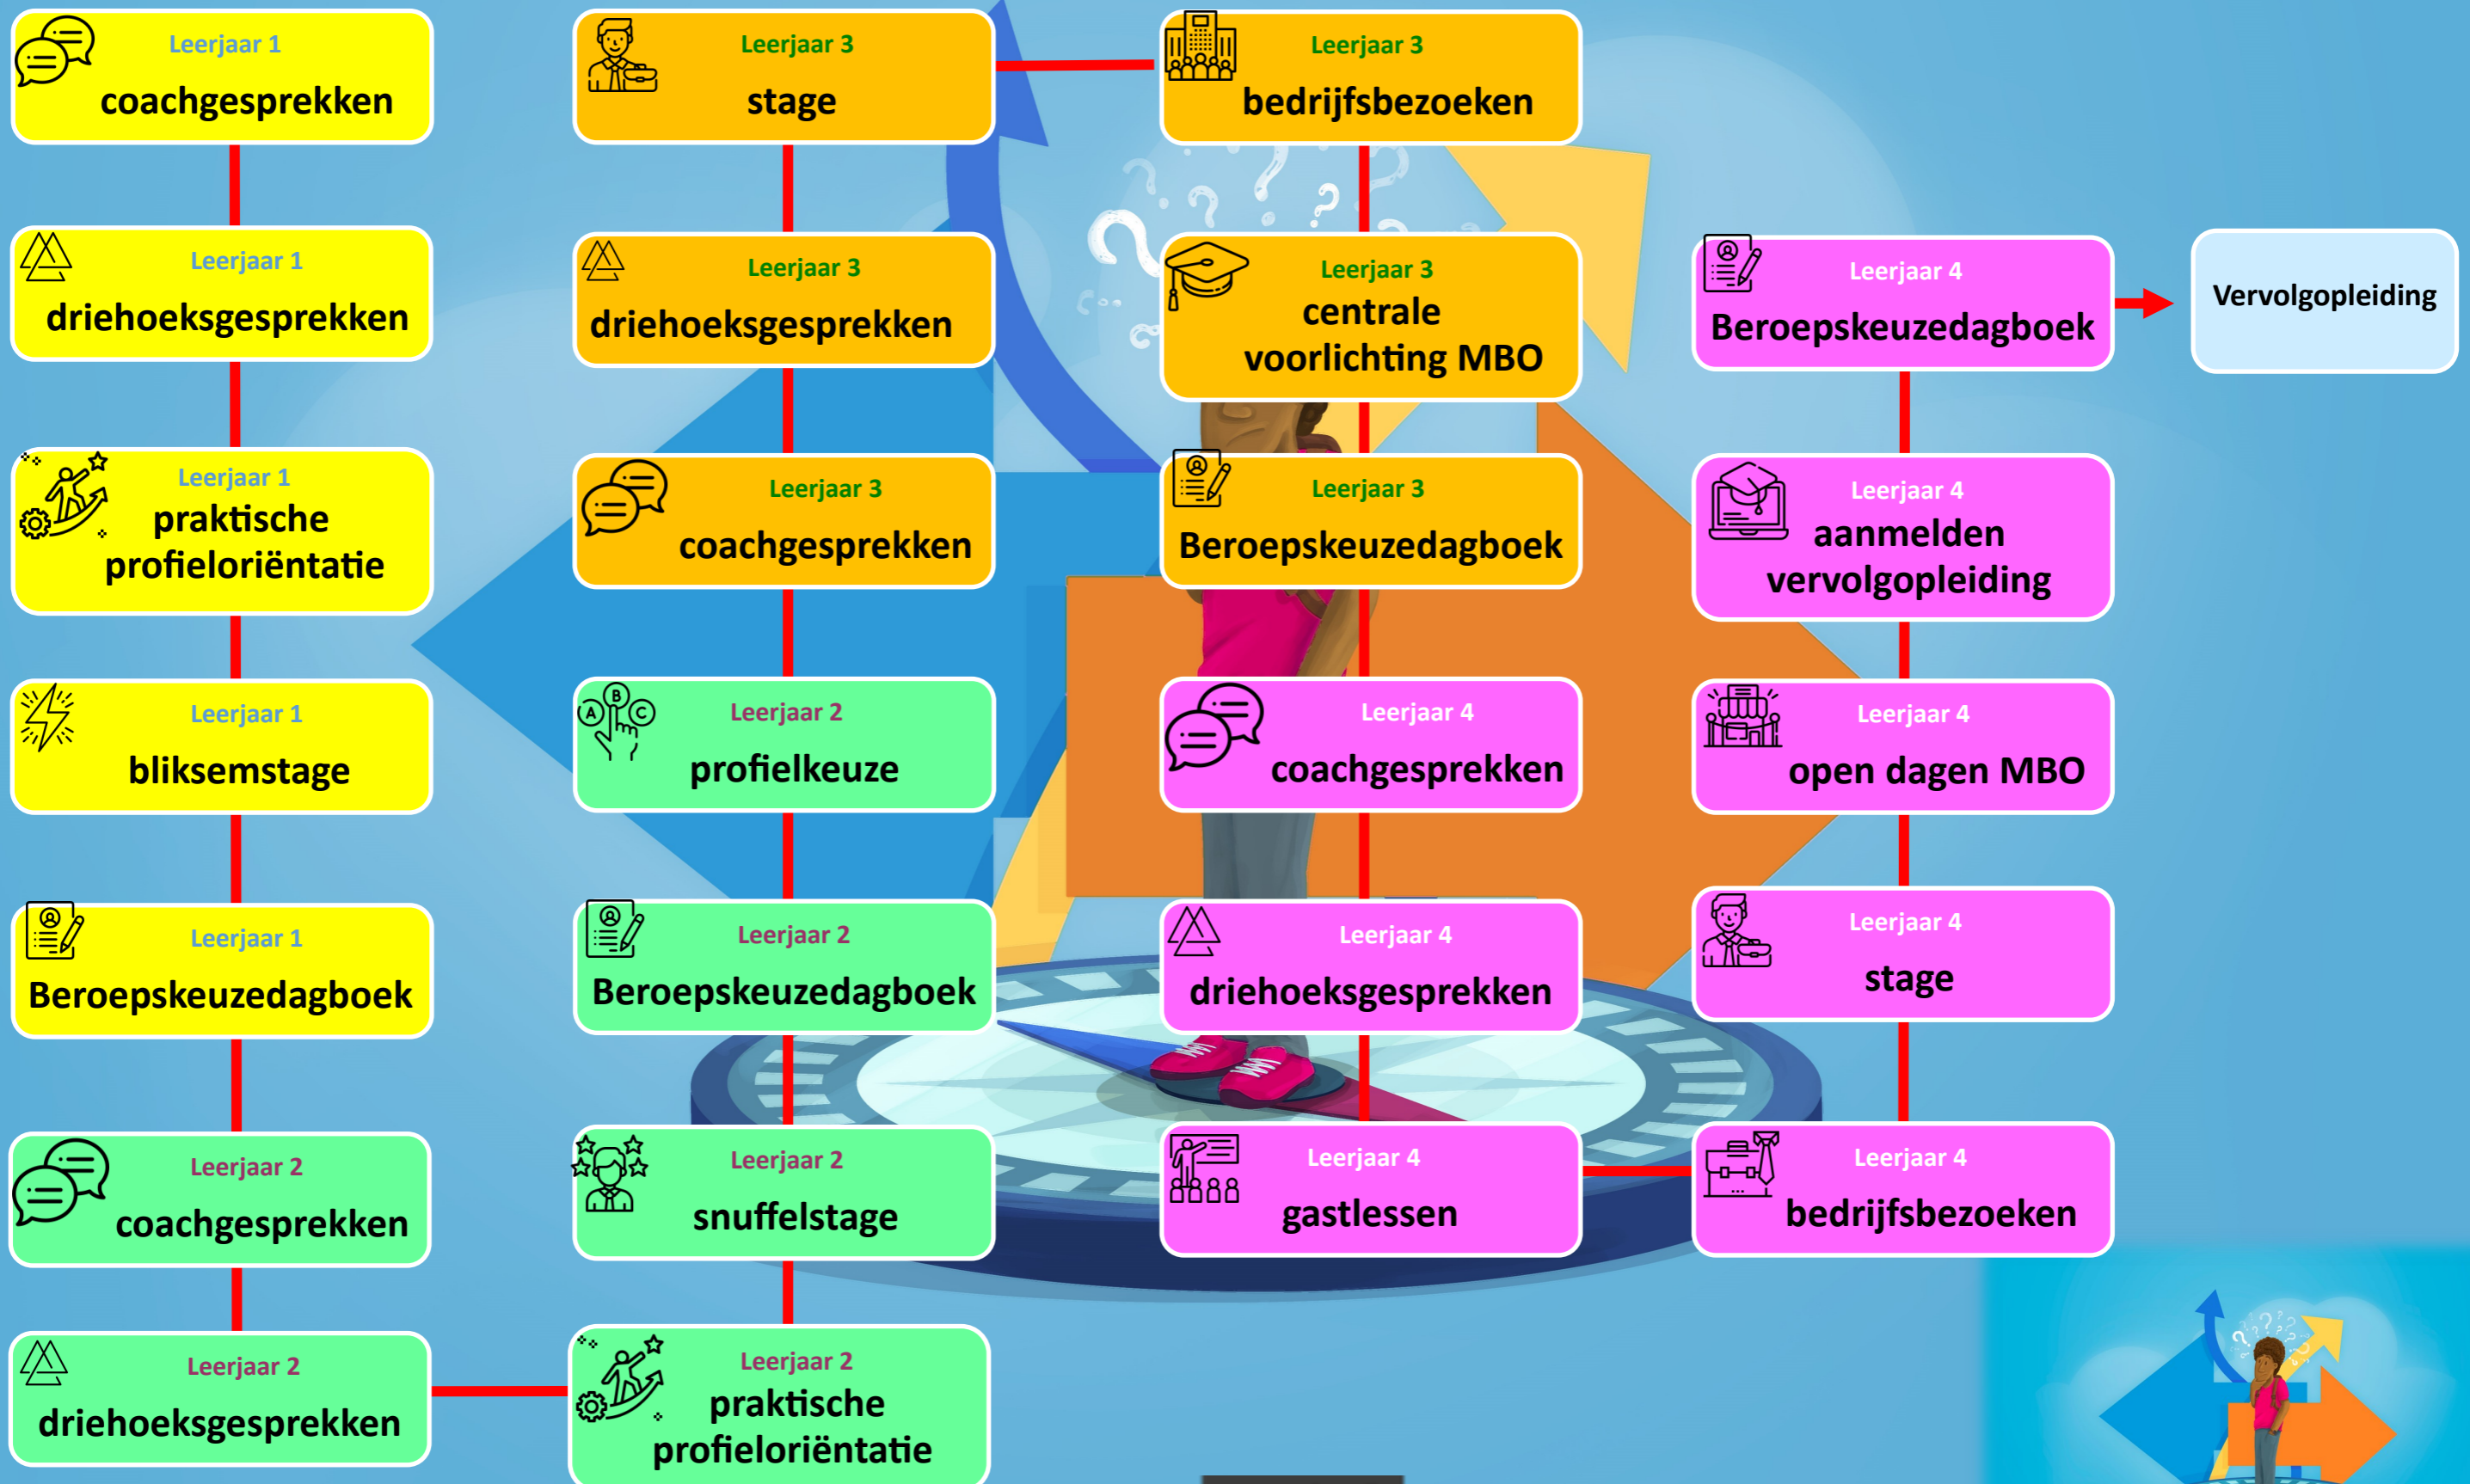 Leerjaar 1
coachgesprekken
Leerjaar 1
driehoeksgesprekken
Leerjaar 1
praktische
profieloriëntatie
Leerjaar 1
bliksemstage
Leerjaar 1
Beroepskeuzedagboek
Leerjaar 2
coachgesprekken
Leerjaar 2
driehoeksgesprekken
Leerjaar 2
praktische
profieloriëntatie
Leerjaar 2
snuffelstage
Leerjaar 2
Beroepskeuzedagboek
A
B
C
Leerjaar 2
profielkeuze
Leerjaar 3
coachgesprekken
Leerjaar 3
driehoeksgesprekken
Leerjaar 3
stage
Leerjaar 3
bedrijfsbezoeken
Leerjaar 3
centrale
voorlichting MBO
Leerjaar 3
Beroepskeuzedagboek
Leerjaar 4
coachgesprekken
Leerjaar 4
driehoeksgesprekken
Leerjaar 4
gastlessen
Leerjaar 4
bedrijfsbezoeken
Leerjaar 4
stage
Leerjaar 4
open dagen MBO
Leerjaar 4
aanmelden
vervolgopleiding
Leerjaar 4
Beroepskeuzedagboek
Vervolgopleiding